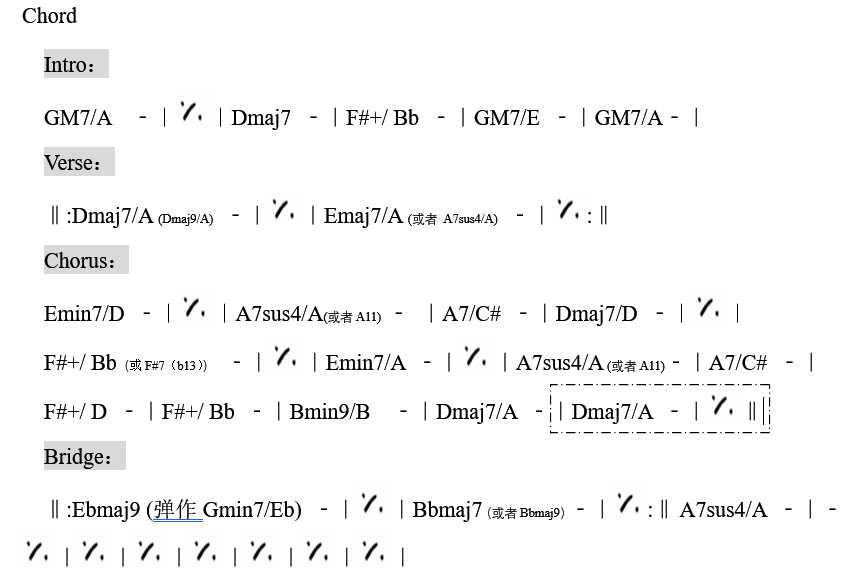 Chord
Intro：
GM7/A - | ٪ | Dmaj7 - | F#+/ Bb - | GM7/E - | GM7/A - |
Verse：
‖ :Dmaj7/A (Dmaj9/A) - | ٪ | Emaj7/A (或者 A7sus4/A) - | ٪ : ‖
Chorus：
Emin7/D - | ٪ | A7sus4/A(或者 A11) - | A7/C# - | Dmaj7/D - | ٪ |
F#+/ Bb (或 F#7（b13）) - | ٪ | Emin7/A - | ٪ | A7sus4/A (或者 A11) - | A7/C# - |
F#+/ D - | F#+/ Bb - | Bmin9/B - | Dmaj7/A - | Dmaj7/A - | ٪ ‖|
Bridge：
‖ :Ebmaj9 (弹作 Gmin7/Eb) - | ٪ | Bbmaj7 (或者 Bbmaj9) - | ٪ : ‖ A7sus4/A - | -
٪ | ٪ | ٪ | ٪ | ٪ | ٪ | ٪ |